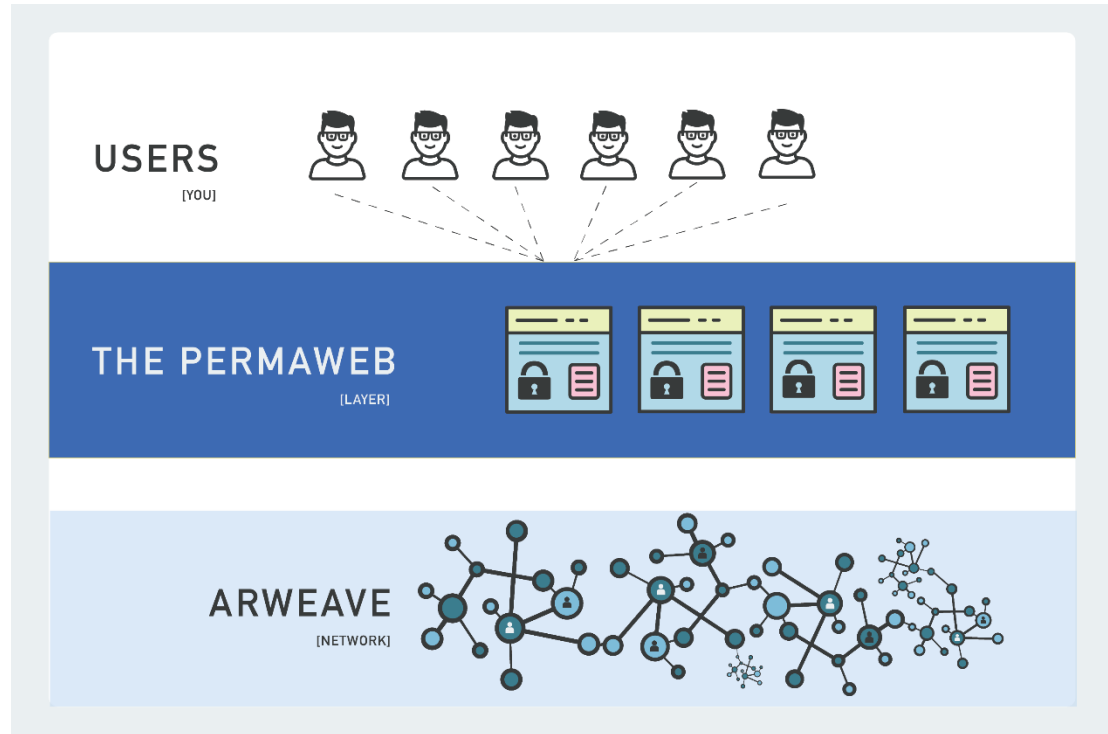 USERS
[YOU]
THE PERMAWEB
[LAYER]
ARWEAVE
[NETWORK]